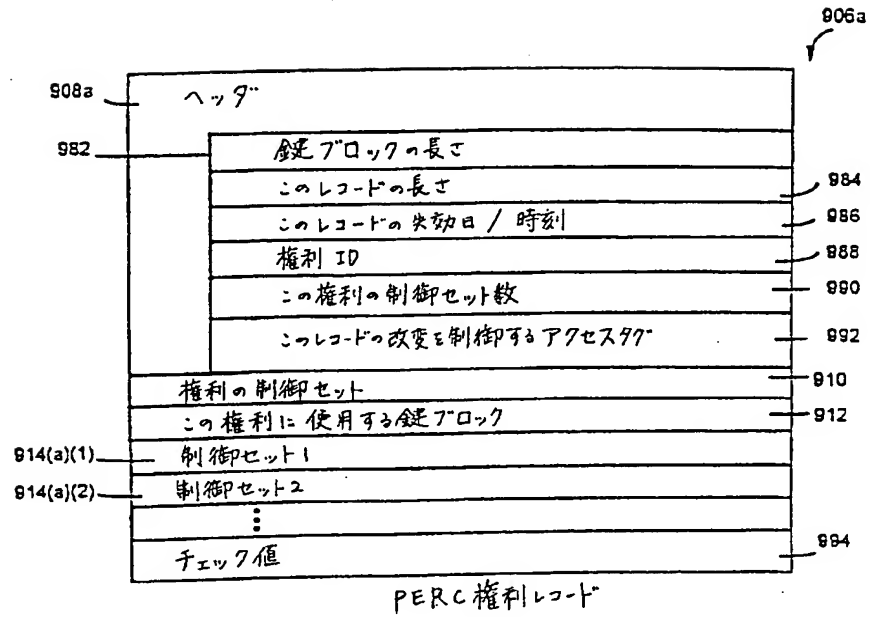 906a
908a ヘッダ
982 鍵ブロックの長さ
このレコードの長さ 984
このレコードの失効日 / 時刻 986
権利 ID 988
この権利の制御セット数 990
このレコードの改変を制御するアクセスタグ 992
権利の制御セット 910
この権利に使用する鍵ブロック 912
914(a)(1) 制御セット1
914(a)(2) 制御セット2
チェック値 994
PERC権利レコード